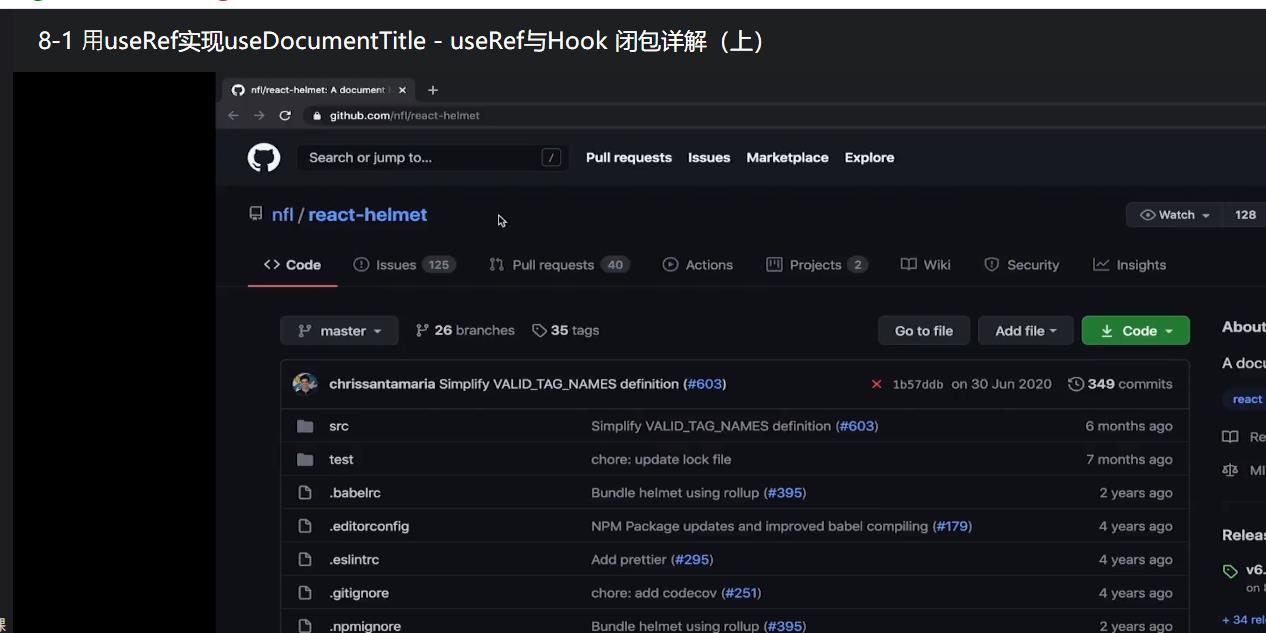 8-1 用useRef实现useDocumentTitle - useRef与Hook 闭包详解（上）
nfl/react-helmet: A document
github.com/nfl/react-helmet
Search or jump to... / Pull requests Issues Marketplace Explore
nfl / react-helmet Watch 128
Code Issues 125 Pull requests 40 Actions Projects 2 Wiki Security Insights
master 26 branches 35 tags Go to file Add file Code About
chrissantamaria Simplify VALID_TAG_NAMES definition (#603) 1b57ddb on 30 Jun 2020 349 commits
A docu
react
src Simplify VALID_TAG_NAMES definition (#603) 6 months ago
Re
test chore: update lock file 7 months ago
MI
.babelrc Bundle helmet using rollup (#395) 2 years ago
.editorconfig NPM Package updates and improved babel compiling (#179) 4 years ago
Releas
.eslintrc Add prettier (#295) 4 years ago
v6.
on
.gitignore chore: add codecov (#251) 4 years ago
+ 34 rel
.npmignore Bundle helmet using rollup (#395) 2 years ago